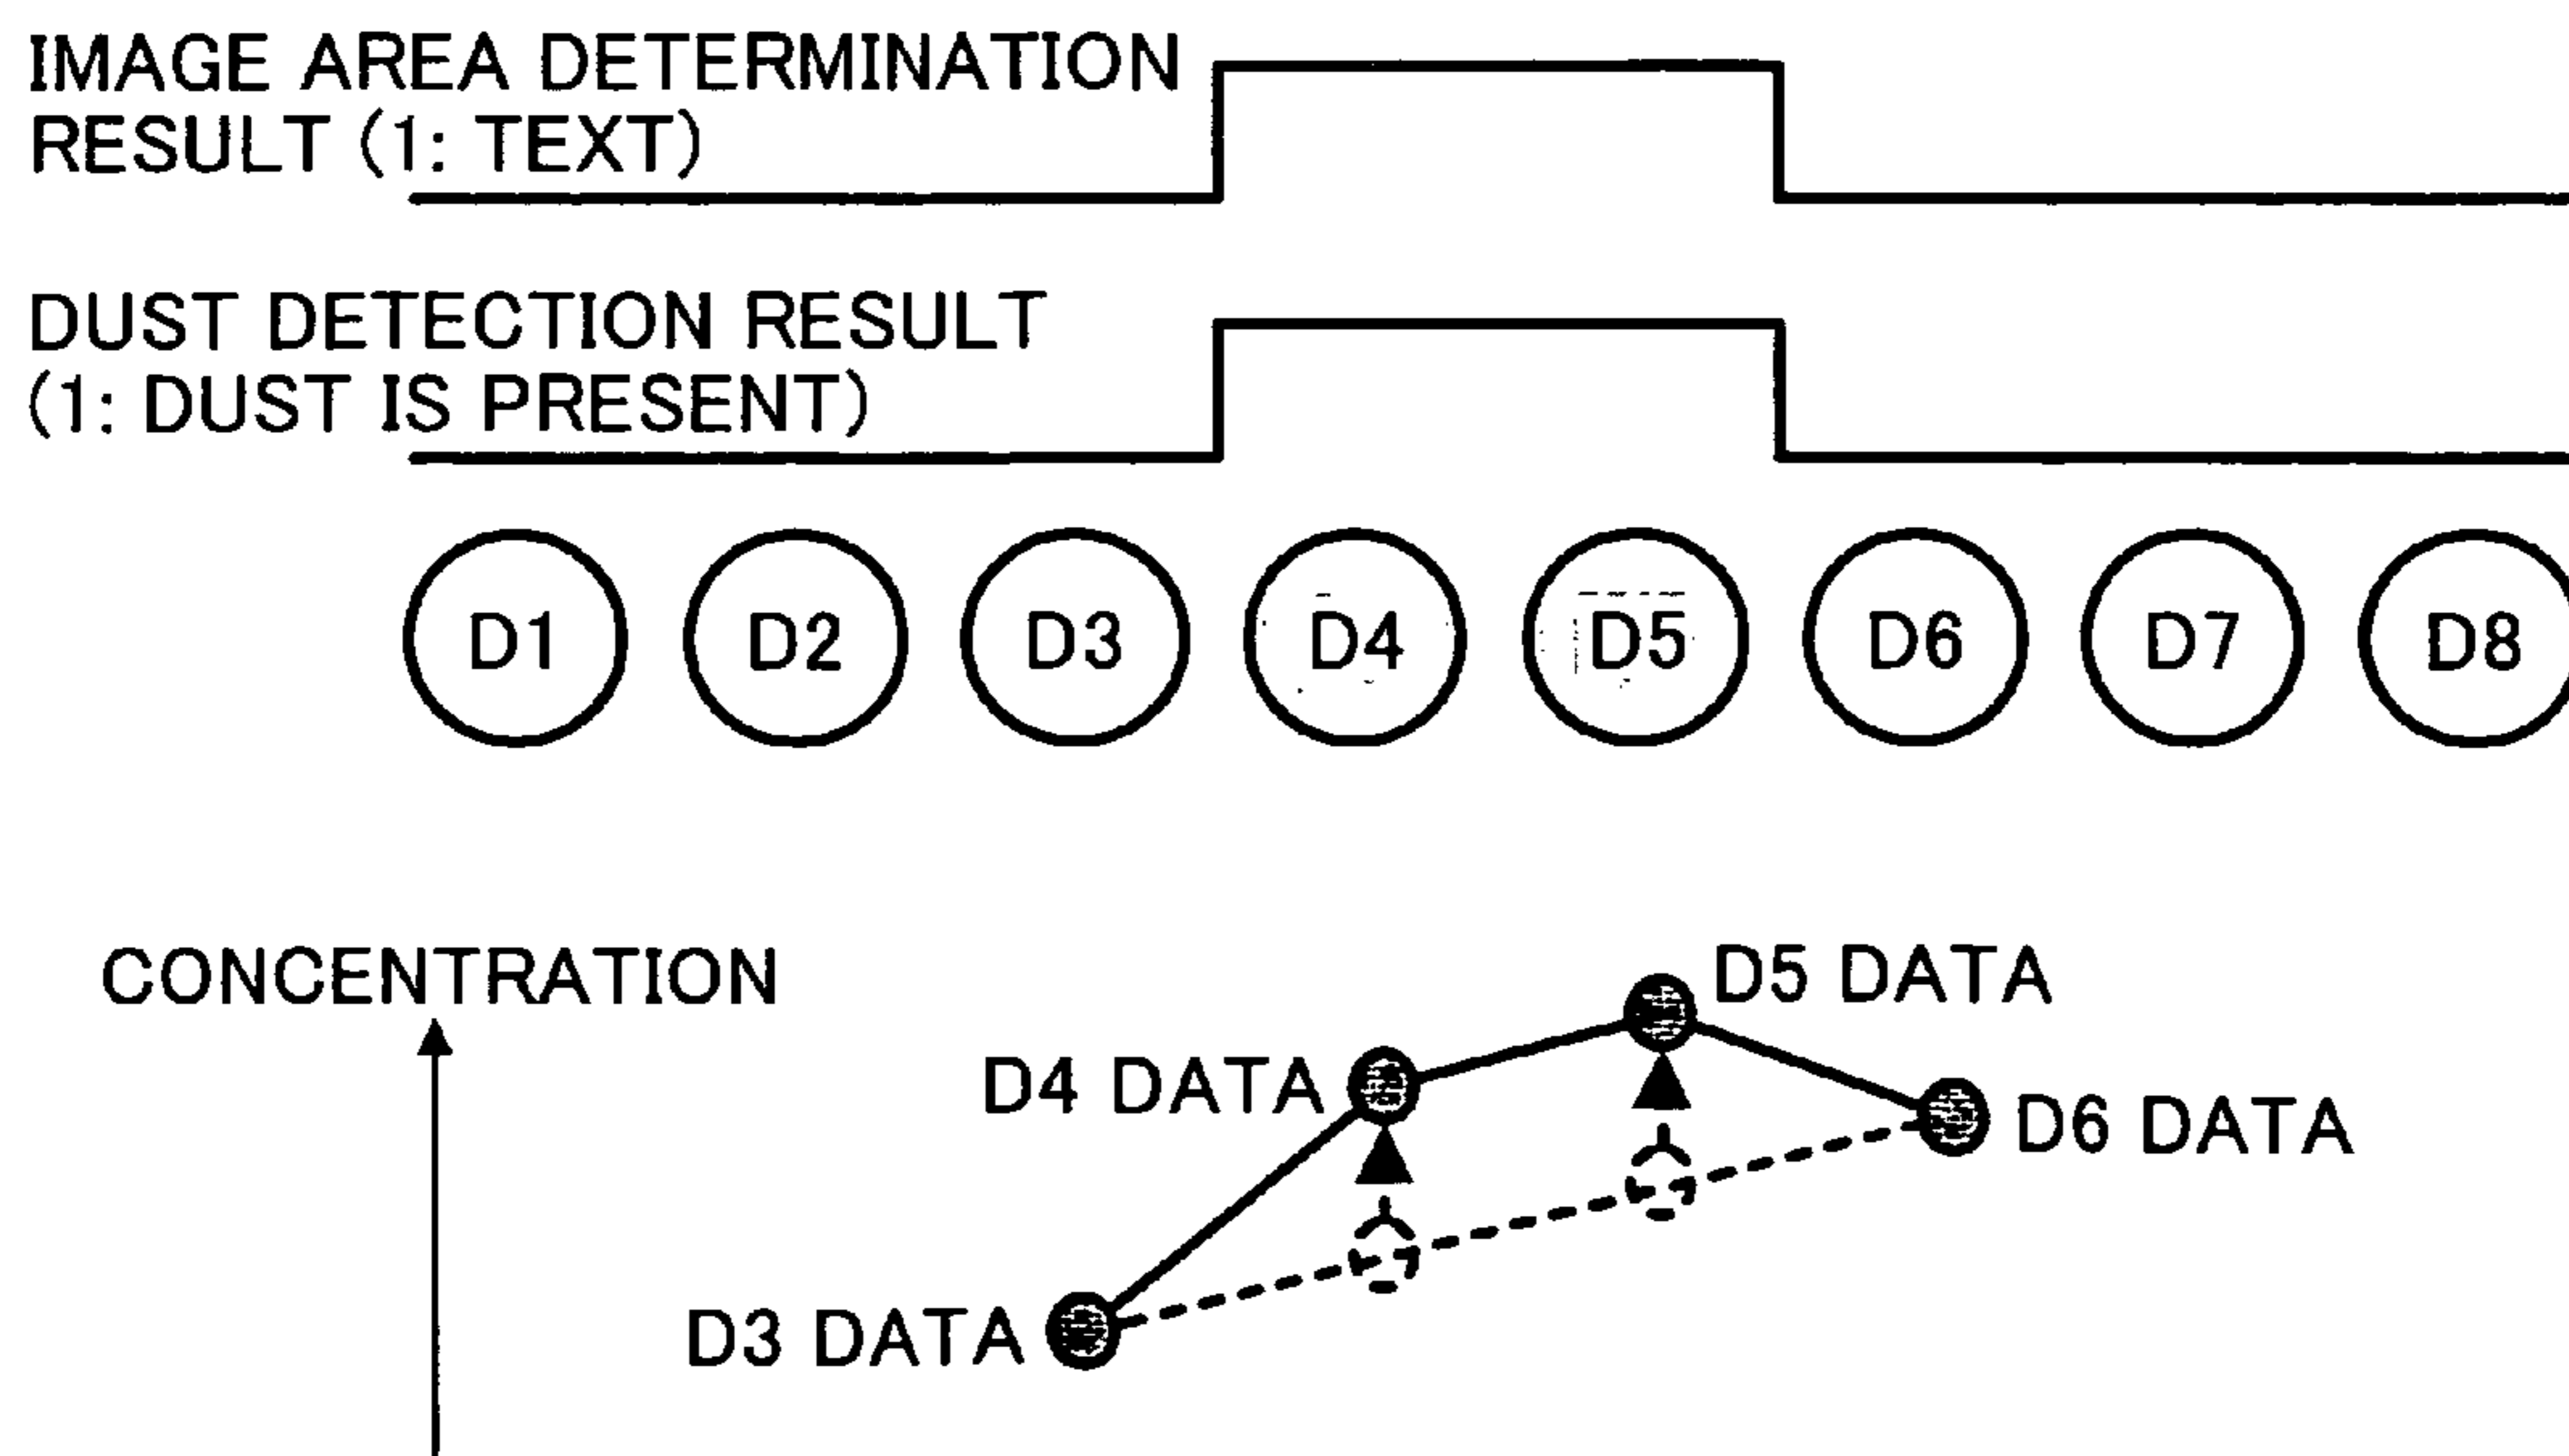 IMAGE AREA DETERMINATION
RESULT (1: TEXT)
DUST DETECTION RESULT
(1: DUST IS PRESENT)
D1 D2 D3 D4 D5 D6 D7 D8
CONCENTRATION
D5 DATA
D4 DATA
D6 DATA
D3 DATA